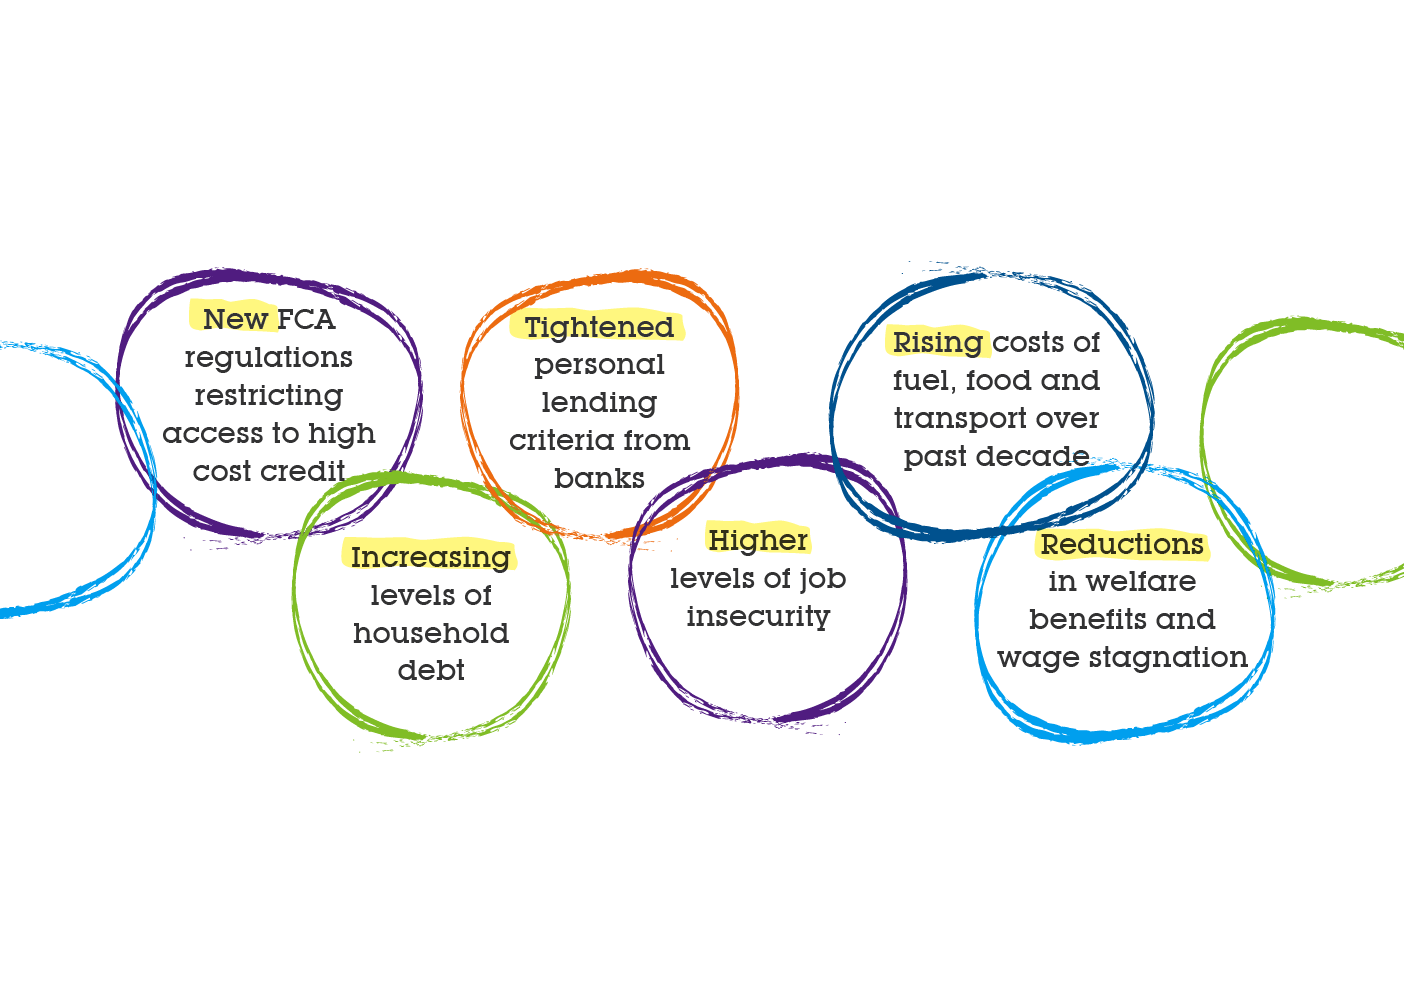 New FCA
regulations
restricting
access to high
cost credit
Increasing
levels of
household
debt
Tightened
personal
lending
criteria from
banks
Higher
levels of job
insecurity
Rising costs of
fuel, food and
transport over
past decade
Reductions
in welfare
benefits and
wage stagnation